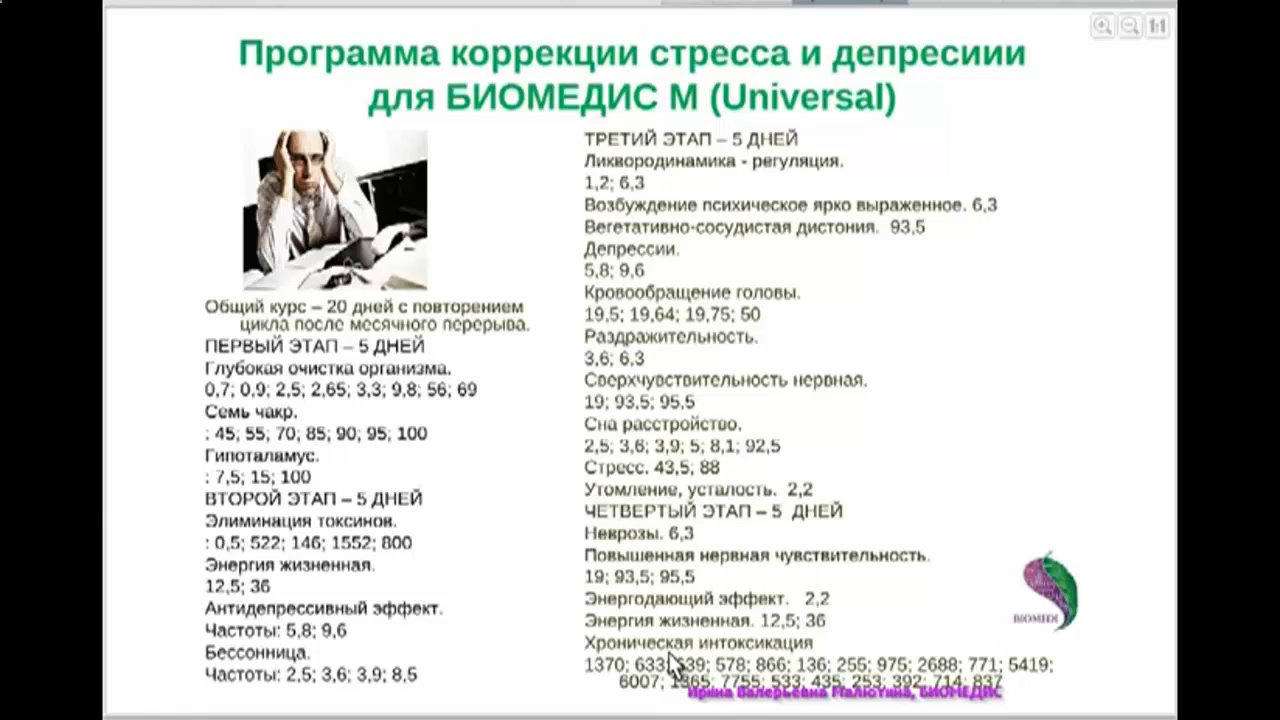 Программа коррекции стресса и депресиии
для БИОМЕДИС М (Universal)
Общий курс – 20 дней с повторением
цикла после месячного перерыва.
ПЕРВЫЙ ЭТАП – 5 ДНЕЙ
Глубокая очистка организма.
0,7; 0,9; 2,5; 2,65; 3,3; 9,8; 56; 69
Семь чакр.
: 45; 55; 70; 85; 90; 95; 100
Гипоталамус.
: 7,5; 15; 100
ВТОРОЙ ЭТАП – 5 ДНЕЙ
Элиминация токсинов.
: 0,5; 522; 146; 1552; 800
Энергия жизненная.
12,5; 36
Антидепрессивный эффект.
Частоты: 5,8; 9,6
Бессонница.
Частоты: 2,5; 3,6; 3,9; 8,5
ТРЕТИЙ ЭТАП – 5 ДНЕЙ
Ликвородинамика - регуляция.
1,2; 6,3
Возбуждение психическое ярко выраженное. 6,3
Вегетативно-сосудистая дистония. 93,5
Депрессии.
5,8; 9,6
Кровообращение головы.
19,5; 19,64; 19,75; 50
Раздражительность.
3,6; 6,3
Сверхчувствительность нервная.
19; 93,5; 95,5
Сна расстройство.
2,5; 3,6; 3,9; 5; 8,1; 92,5
Стресс. 43,5; 88
Утомление, усталость. 2,2
ЧЕТВЕРТЫЙ ЭТАП – 5 ДНЕЙ
Неврозы. 6,3
Повышенная нервная чувствительность.
19; 93,5; 95,5
Энергодающий эффект. 2,2
Энергия жизненная. 12,5; 36
Хроническая интоксикация
1370; 633; 539; 578; 866; 136; 255; 975; 2688; 771; 5419;
6007; 1365; 7755; 533; 435; 253; 392; 714; 837
Ирина Валерьевна Малютина, БИОМЕДИС
BIOMEDIS
1:1